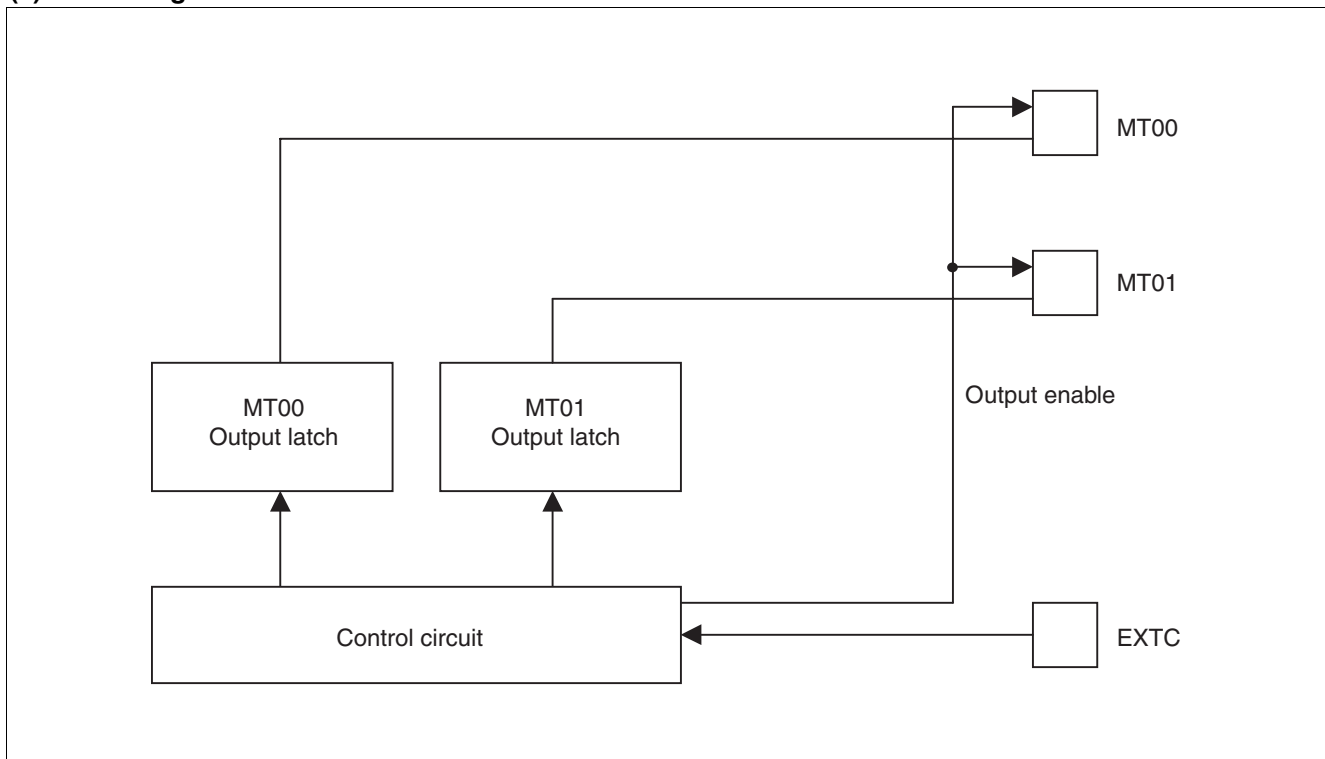 MT00
MT01
Output enable
MT00
Output latch
MT01
Output latch
Control circuit
EXTC